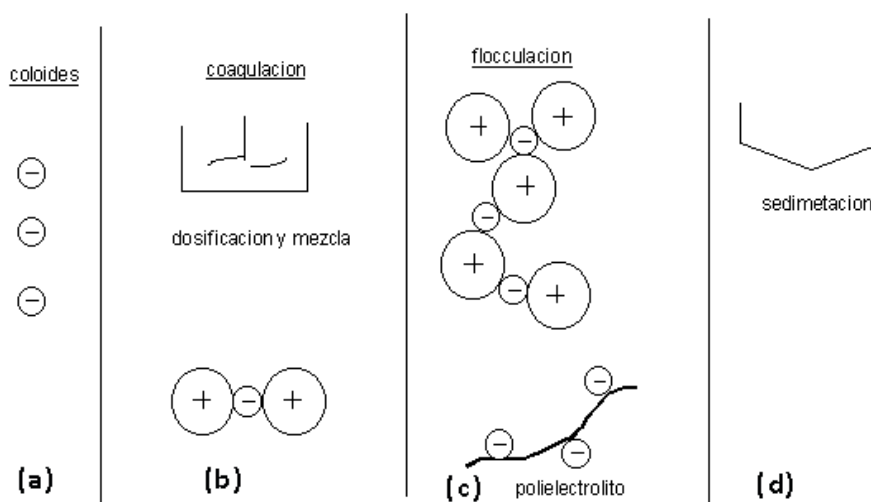 coloides
coagulacion
flocculacion
dosificacion y mezcla
sedimetacion
polielectrolito
+
+
-
+
-
+
-
+
-
-
-
+
-
+
-
-
-
(a)
(b)
(c)
(d)